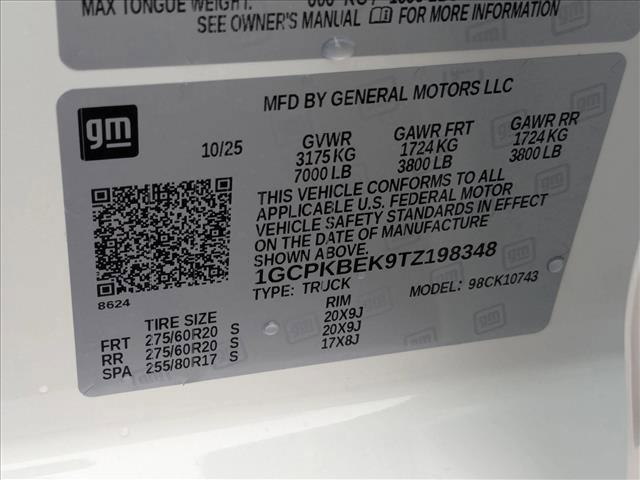 MAX TONGUE WEIGHT:
SEE OWNER'S MANUAL FOR MORE INFORMATION
gm
MFD BY GENERAL MOTORS LLC
10/25 GVWR GAWR FRT GAWR RR
3175 KG 1724 KG 1724 KG
7000 LB 3800 LB 3800 LB
THIS VEHICLE CONFORMS TO ALL
APPLICABLE U.S. FEDERAL MOTOR
VEHICLE SAFETY STANDARDS IN EFFECT
ON THE DATE OF MANUFACTURE
SHOWN ABOVE.
1GCPKBEK9TZ198348
TYPE: TRUCK MODEL: 98CK10743
8624
TIRE SIZE RIM
FRT 275/60R20 S 20X9J
RR 275/60R20 S 20X9J
SPA 255/80R17 S 17X8J